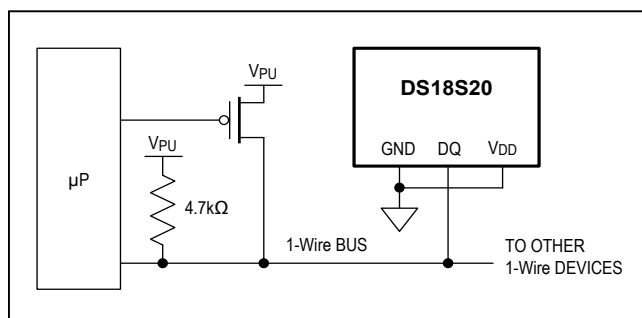 VPU
DS18S20
VPU
GND DQ VDD
µP
4.7kΩ
1-Wire BUS
TO OTHER
1-Wire DEVICES